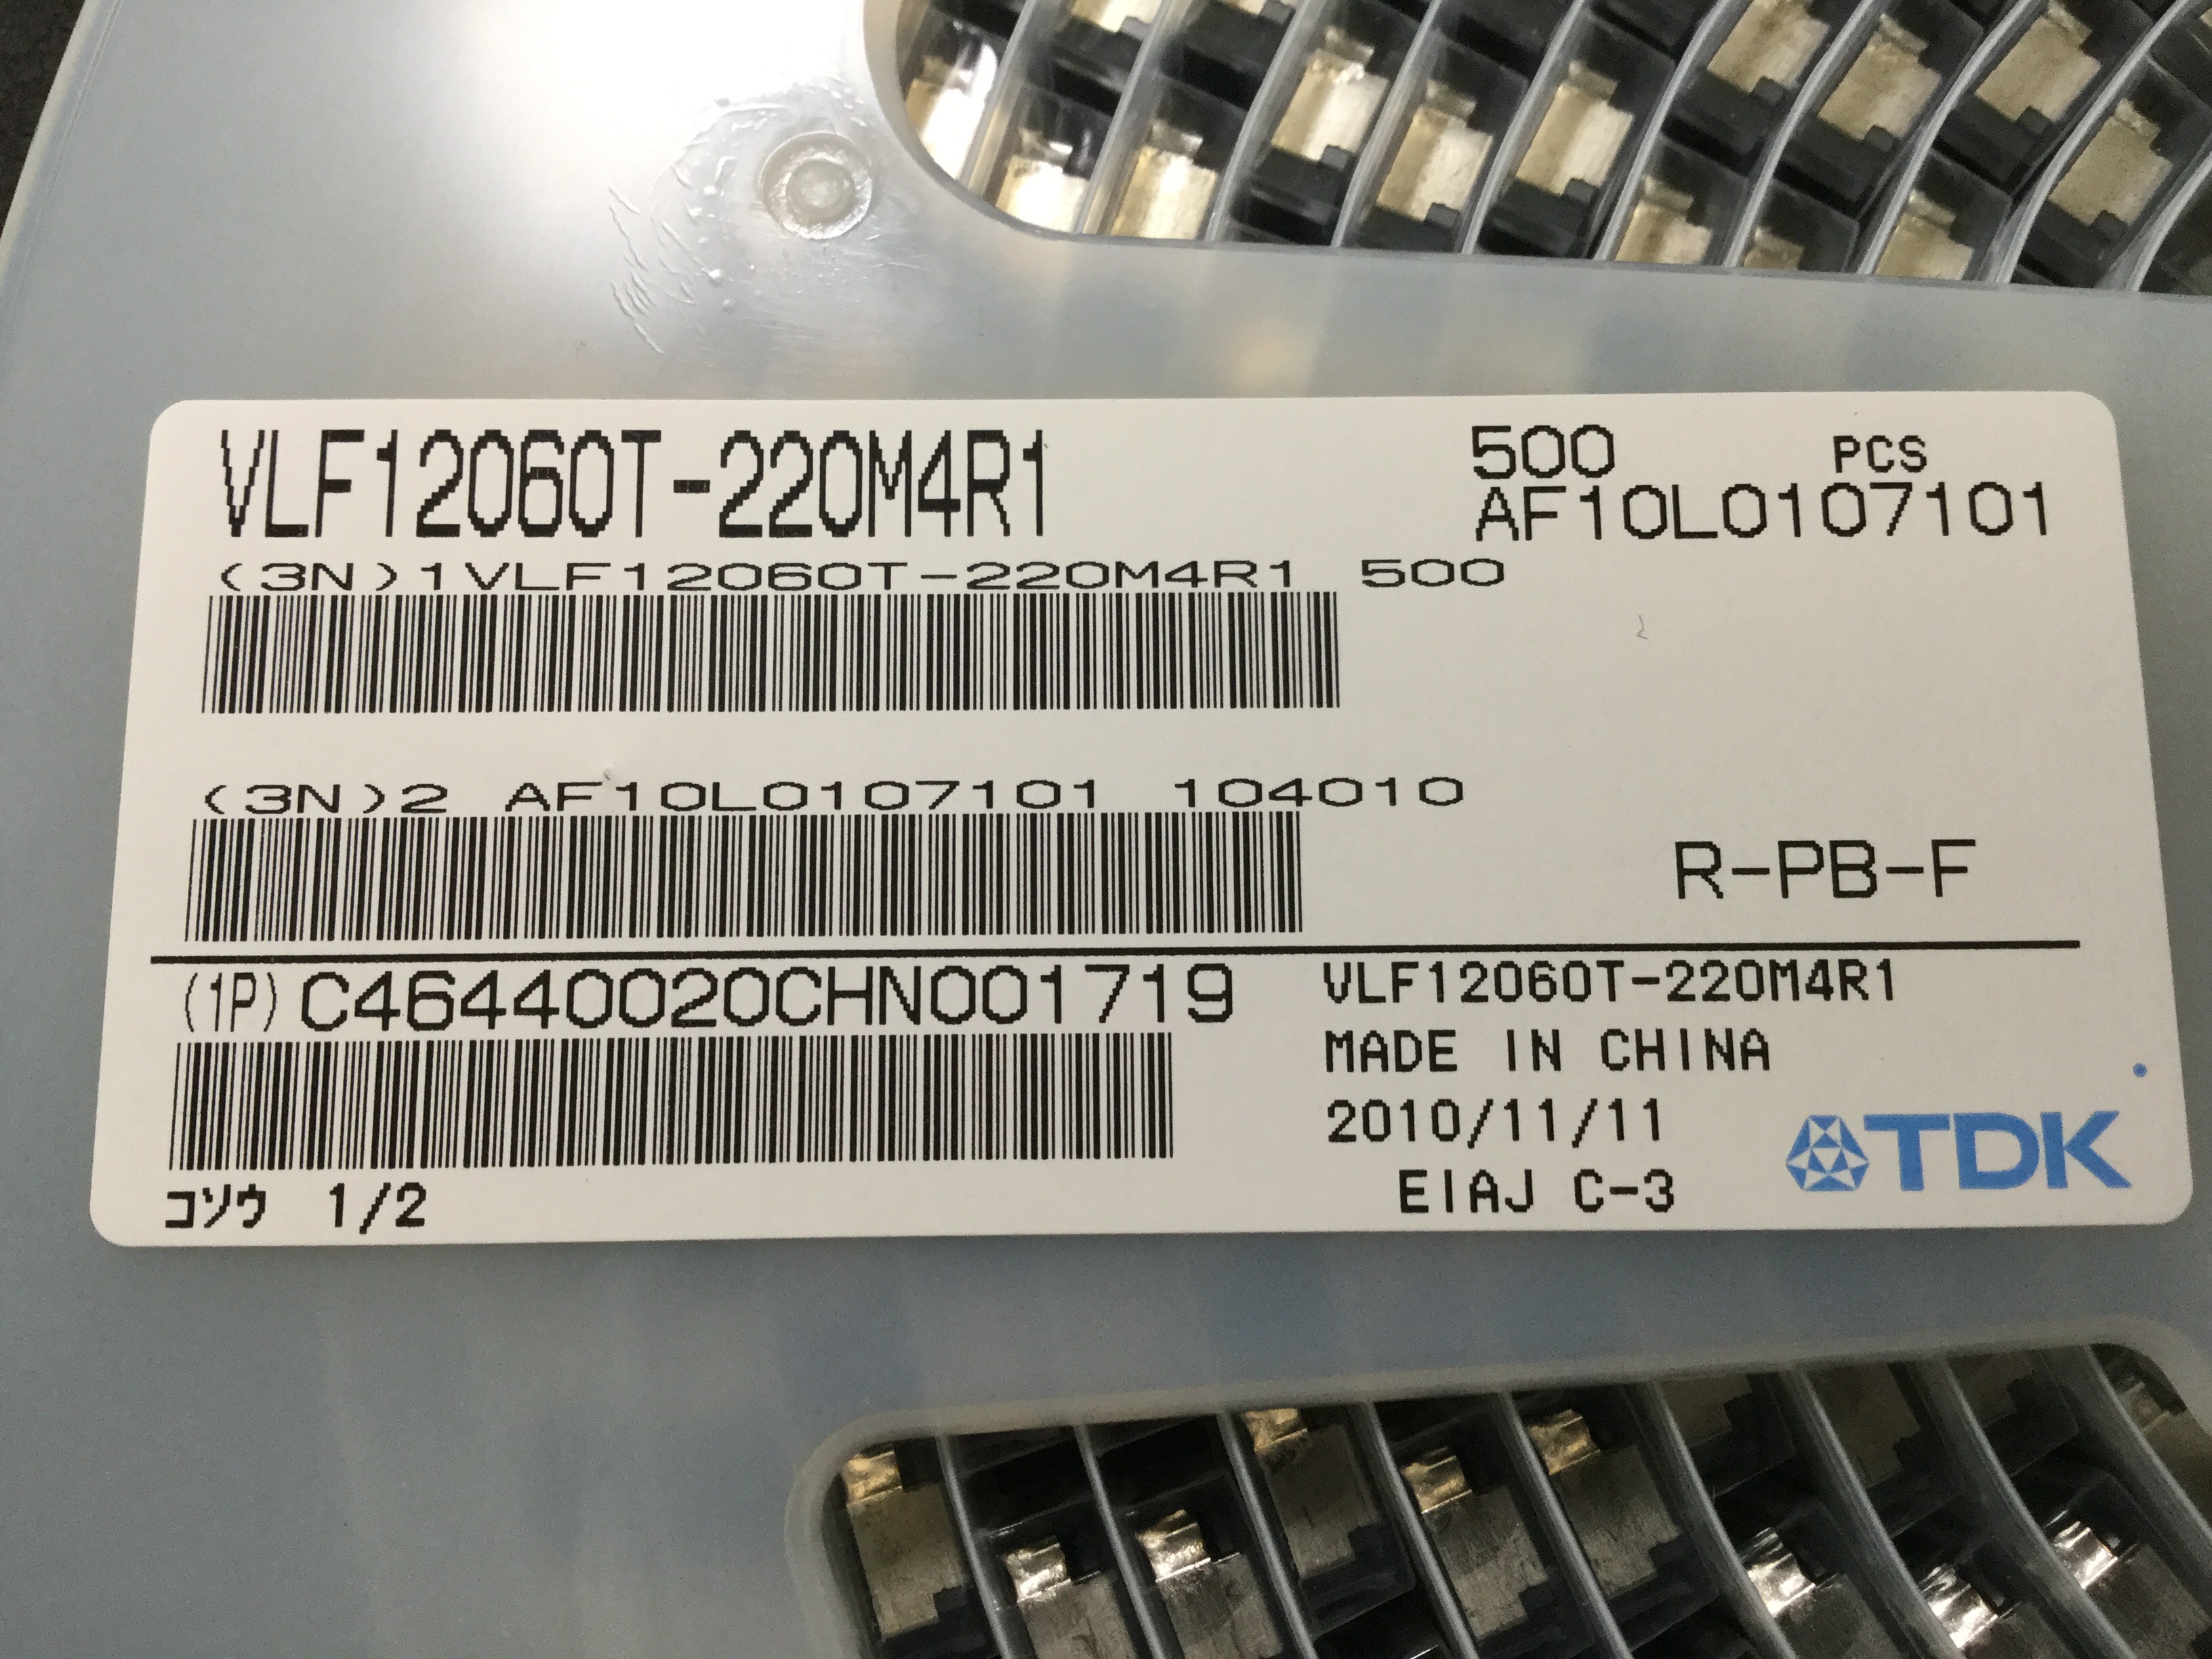 VLF12060T-220M4R1
500 PCS
AF10L0107101
(3N)1VLF12060T-220M4R1 500
(3N)2 AF10L0107101 104010
R-PB-F
(1P)C46440020CHN001719
VLF12060T-220M4R1
MADE IN CHINA
2010/11/11
EIAJ C-3
TDK
コソウ 1/2